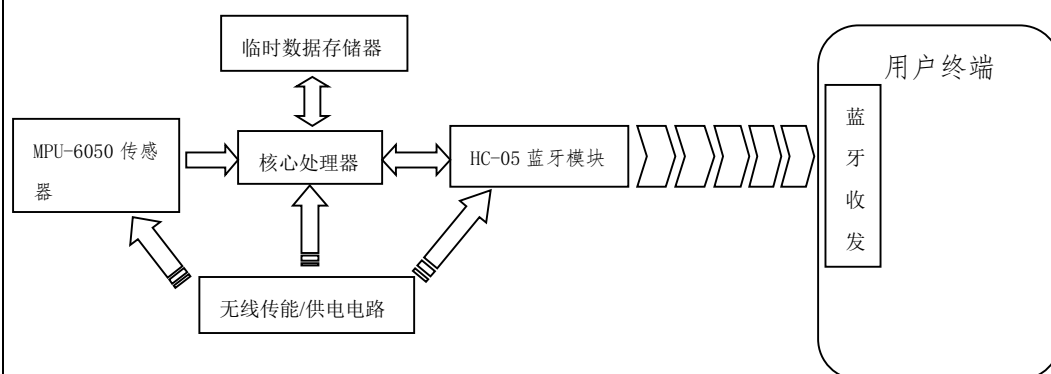 临时数据存储器
用户终端
MPU-6050 传感
器
核心处理器
HC-05 蓝牙模块
蓝
牙
收
发
无线传能/供电电路